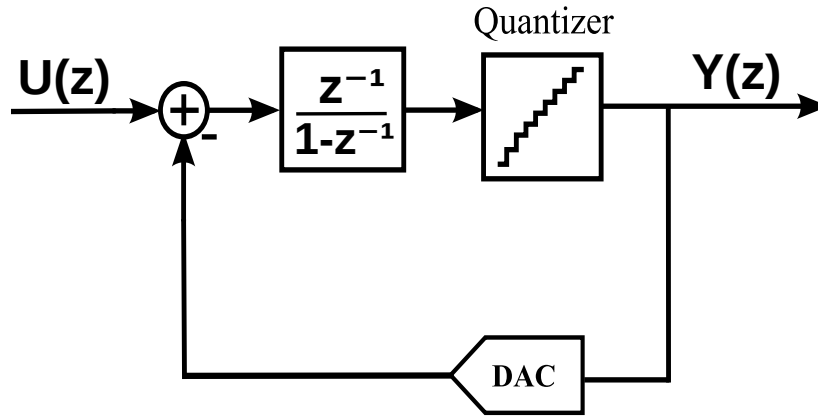 Quantizer
U(z)
+
-
z⁻¹
1-z⁻¹
Y(z)
DAC